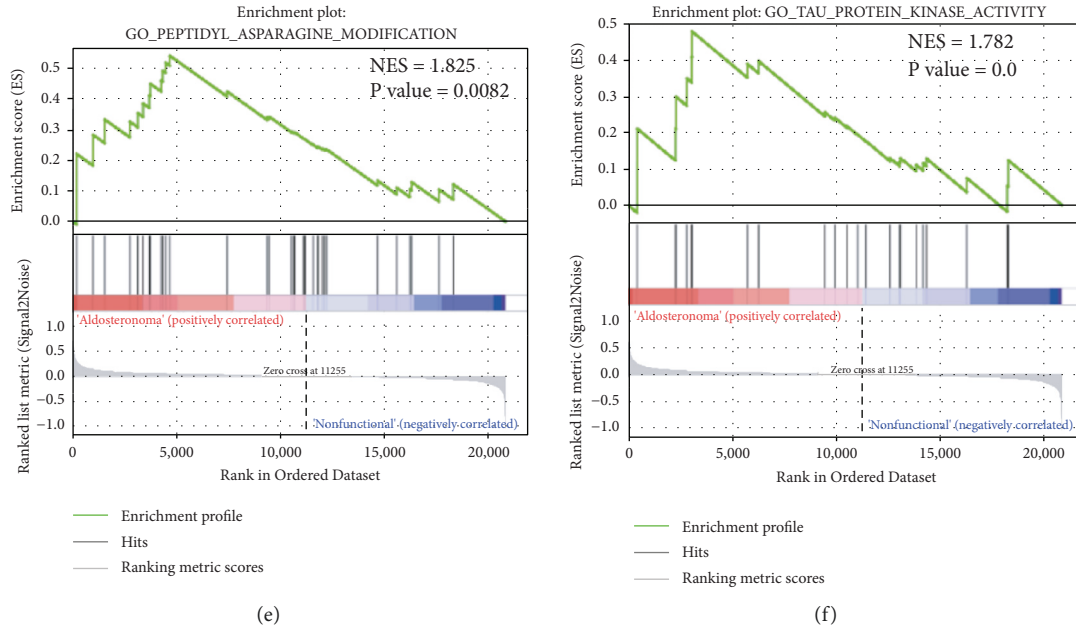 Enrichment plot:
GO_PEPTIDYL_ASPARAGINE_MODIFICATION
NES = 1.825
P value = 0.0082
Enrichment score (ES)
0.5
0.4
0.3
0.2
0.1
0.0
'Aldosteronoma' (positively correlated)
Ranked list metric (Signal2Noise)
1.0
0.5
0.0
−0.5
−1.0
Zero cross at 11255
'Nonfunctional' (negatively correlated)
0 5,000 10,000 15,000 20,000
Rank in Ordered Dataset
Enrichment profile
Hits
Ranking metric scores
(e)
Enrichment plot: GO_TAU_PROTEIN_KINASE_ACTIVITY
NES = 1.782
P value = 0.0
Enrichment score (ES)
0.5
0.4
0.3
0.2
0.1
0.0
'Aldosteronoma' (positively correlated)
Ranked list metric (Signal2Noise)
1.0
0.5
0.0
−0.5
−1.0
Zero cross at 11255
'Nonfunctional' (negatively correlated)
0 5,000 10,000 15,000 20,000
Rank in Ordered Dataset
Enrichment profile
Hits
Ranking metric scores
(f)